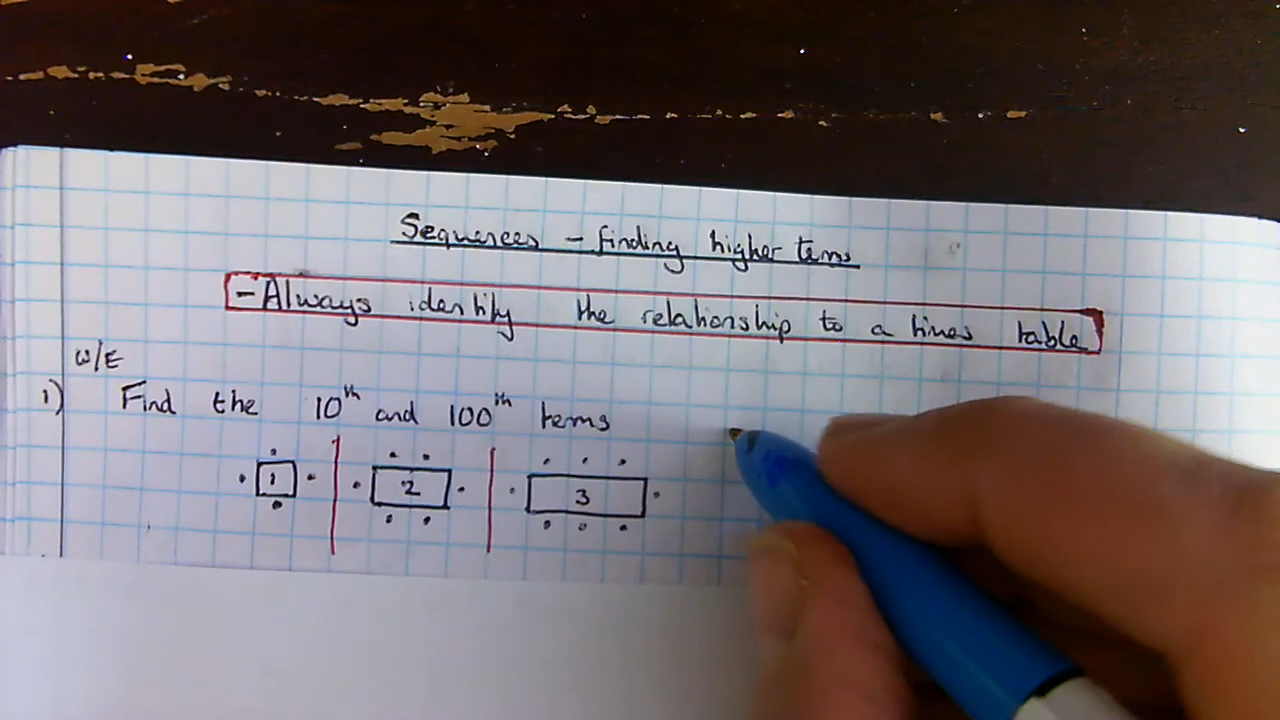 Sequences - finding higher terms
- Always identify the relationship to a times table
W/E
1) Find the 10th and 100th terms
1 2 3